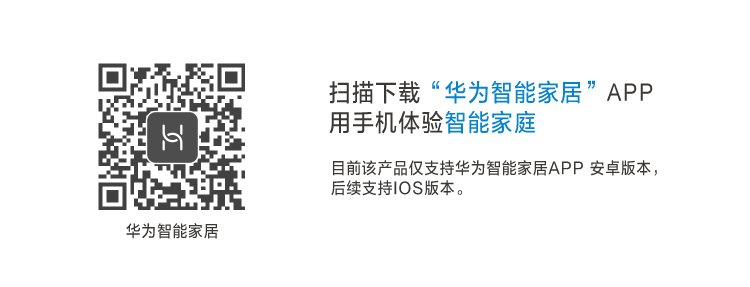 扫描下载“华为智能家居”APP
用手机体验智能家庭
目前该产品仅支持华为智能家居APP 安卓版本，
后续支持IOS版本。
华为智能家居